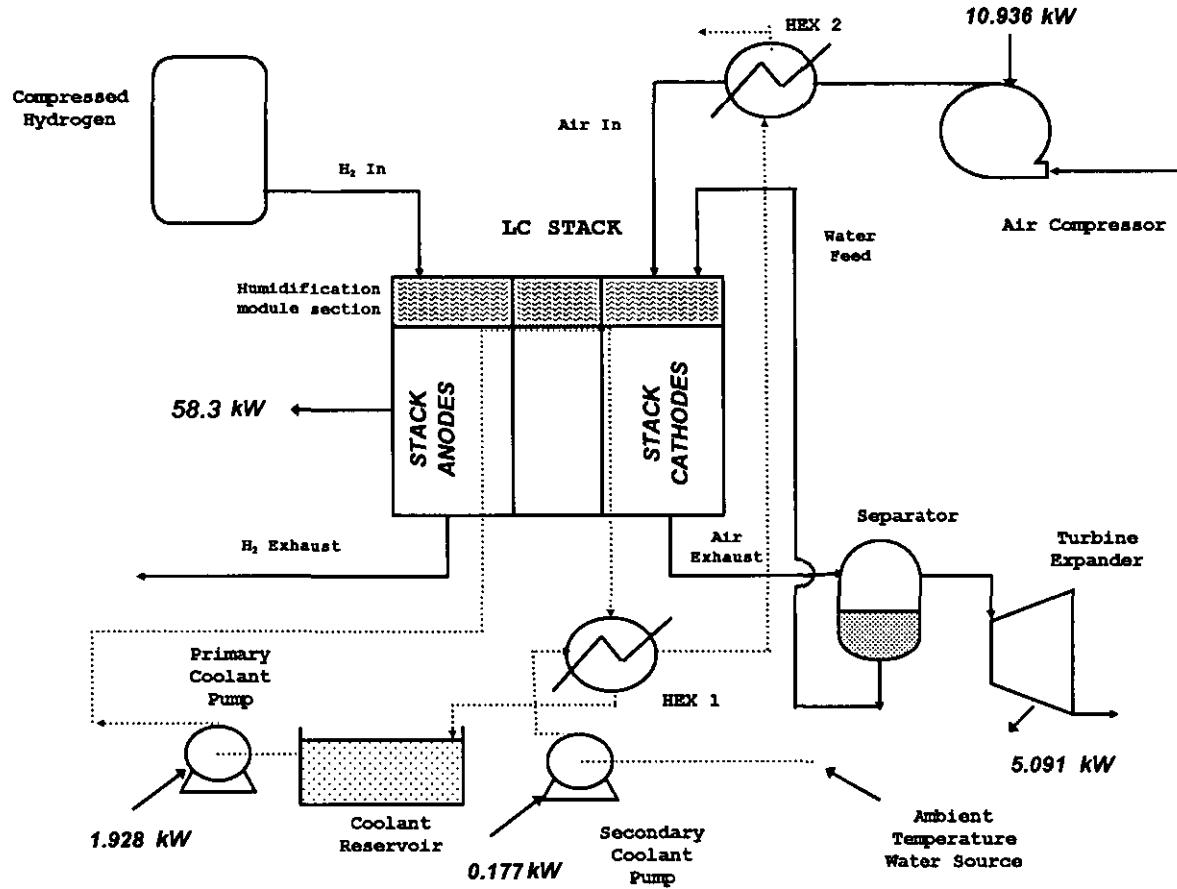 10.936 kW
HEX 2
Compressed
Hydrogen
Air In
H₂ In
LC STACK
Water
Feed
Air Compressor
Humidification
module section
58.3 kW
STACK
ANODES
STACK
CATHODES
H₂ Exhaust
Air
Exhaust
Separator
Turbine
Expander
Primary
Coolant
Pump
HEX 1
5.091 kW
1.928 kW
Coolant
Reservoir
0.177 kW
Secondary
Coolant
Pump
Ambient
Temperature
Water Source